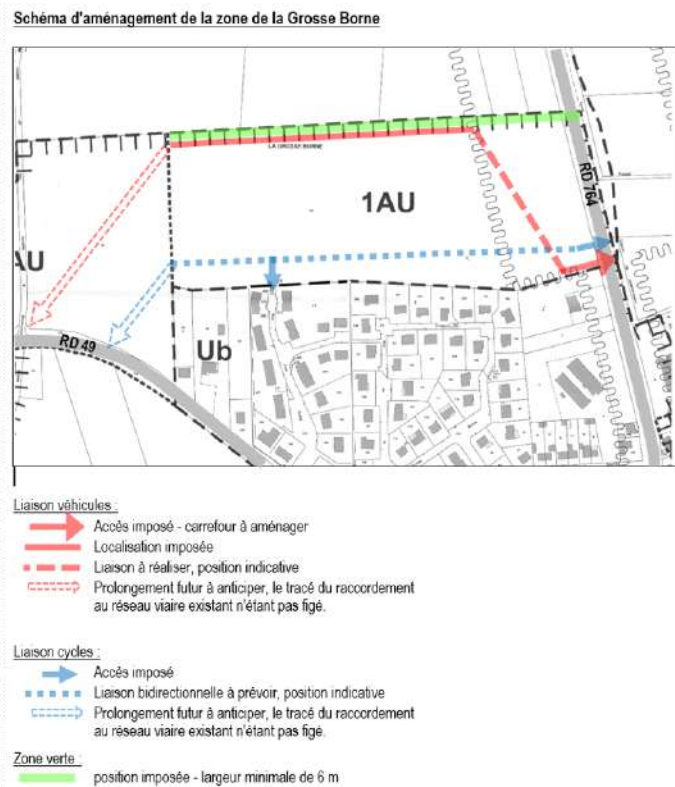 Schéma d'aménagement de la zone de la Grosse Borne
LA GROSSE BORNE
1AU
RD 764
AU
Ub
RD 49
Liaison véhicules :
Accès imposé - carrefour à aménager
Localisation imposée
Liaison à réaliser, position indicative
Prolongement futur à anticiper, le tracé du raccordement
au réseau viaire existant n'étant pas figé.
Liaison cycles :
Accès imposé
Liaison bidirectionnelle à prévoir, position indicative
Prolongement futur à anticiper, le tracé du raccordement
au réseau viaire existant n'étant pas figé.
Zone verte :
position imposée - largeur minimale de 6 m